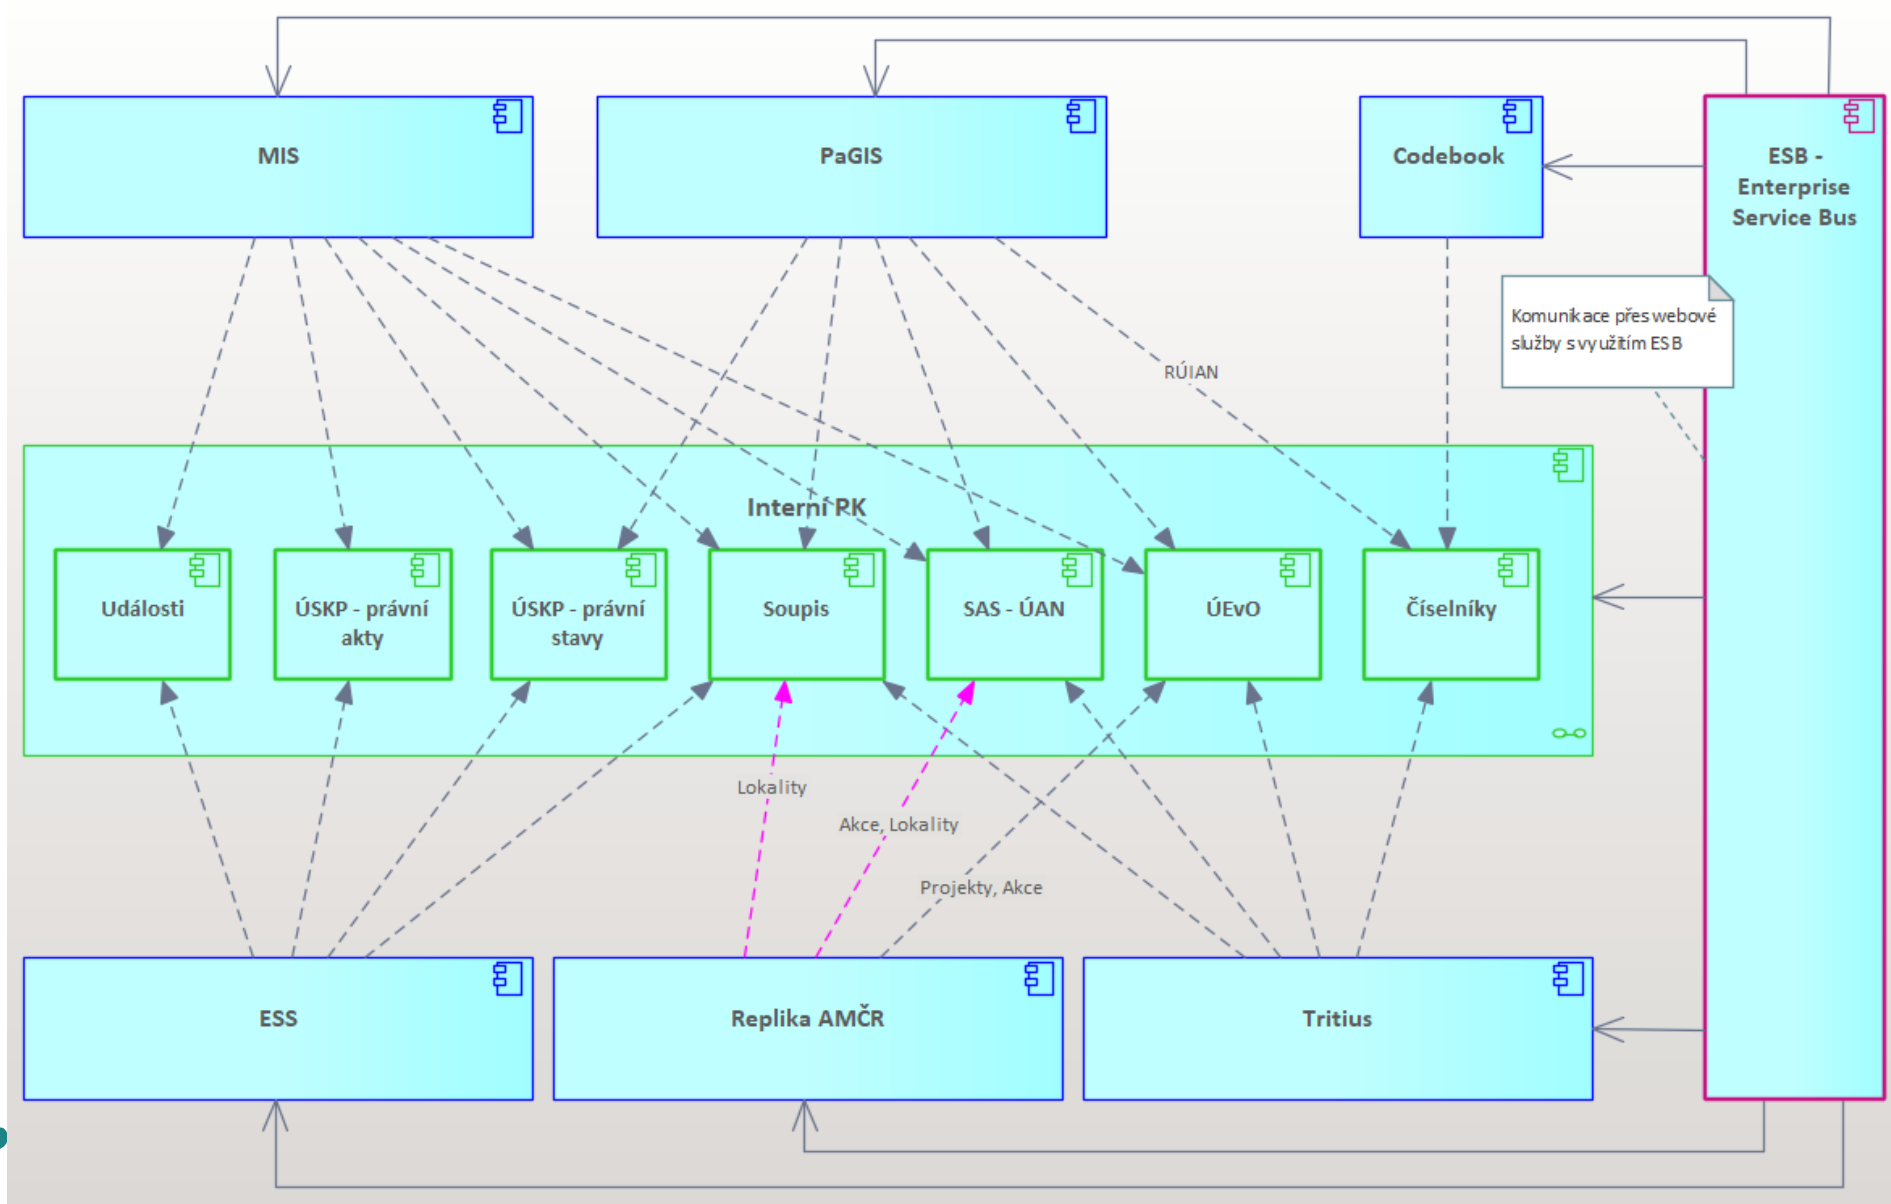 MIS
PaGIS
Codebook
ESB -
Enterprise
Service Bus
Komunikace přes webové
služby s využitím ESB
RÚIAN
Interní RK
Události
ÚSKP - právní
akty
ÚSKP - právní
stavy
Soupis
SAS - ÚAN
ÚEvO
Číselníky
Lokality
Akce, Lokality
Projekty, Akce
ESS
Replika AMČR
Tritius